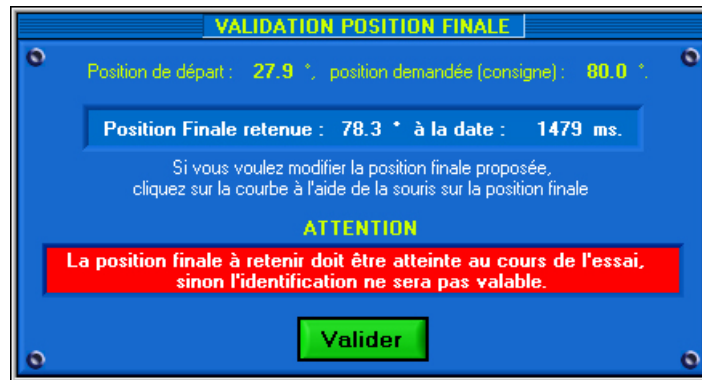 VALIDATION POSITION FINALE
Position de départ : 27.9 °, position demandée (consigne) : 80.0 °.
Position Finale retenue : 78.3 ° à la date : 1479 ms.
Si vous voulez modifier la position finale proposée,
cliquez sur la courbe à l'aide de la souris sur la position finale
ATTENTION
La position finale à retenir doit être atteinte au cours de l'essai,
sinon l'identification ne sera pas valable.
Valider